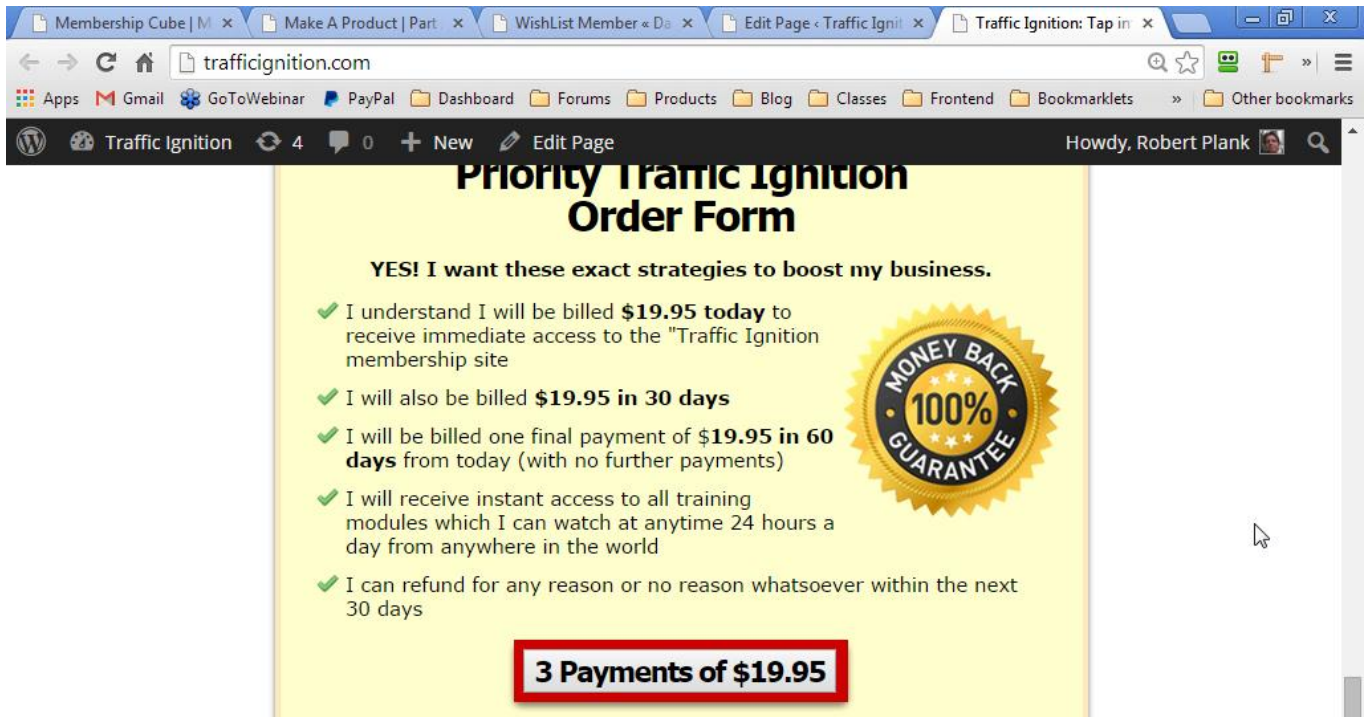 Membership Cube | M
Make A Product | Part
WishList Member « Da
Edit Page ‹ Traffic Ignit
Traffic Ignition: Tap in
trafficignition.com
Apps Gmail GoToWebinar PayPal Dashboard Forums Products Blog Classes Frontend Bookmarklets » Other bookmarks
Traffic Ignition 4 0 + New Edit Page Howdy, Robert Plank
Priority Traffic Ignition
Order Form
YES! I want these exact strategies to boost my business.
I understand I will be billed $19.95 today to
receive immediate access to the "Traffic Ignition
membership site
I will also be billed $19.95 in 30 days
I will be billed one final payment of $19.95 in 60
days from today (with no further payments)
I will receive instant access to all training
modules which I can watch at anytime 24 hours a
day from anywhere in the world
I can refund for any reason or no reason whatsoever within the next
30 days
MONEY BACK
100%
GUARANTEE
3 Payments of $19.95